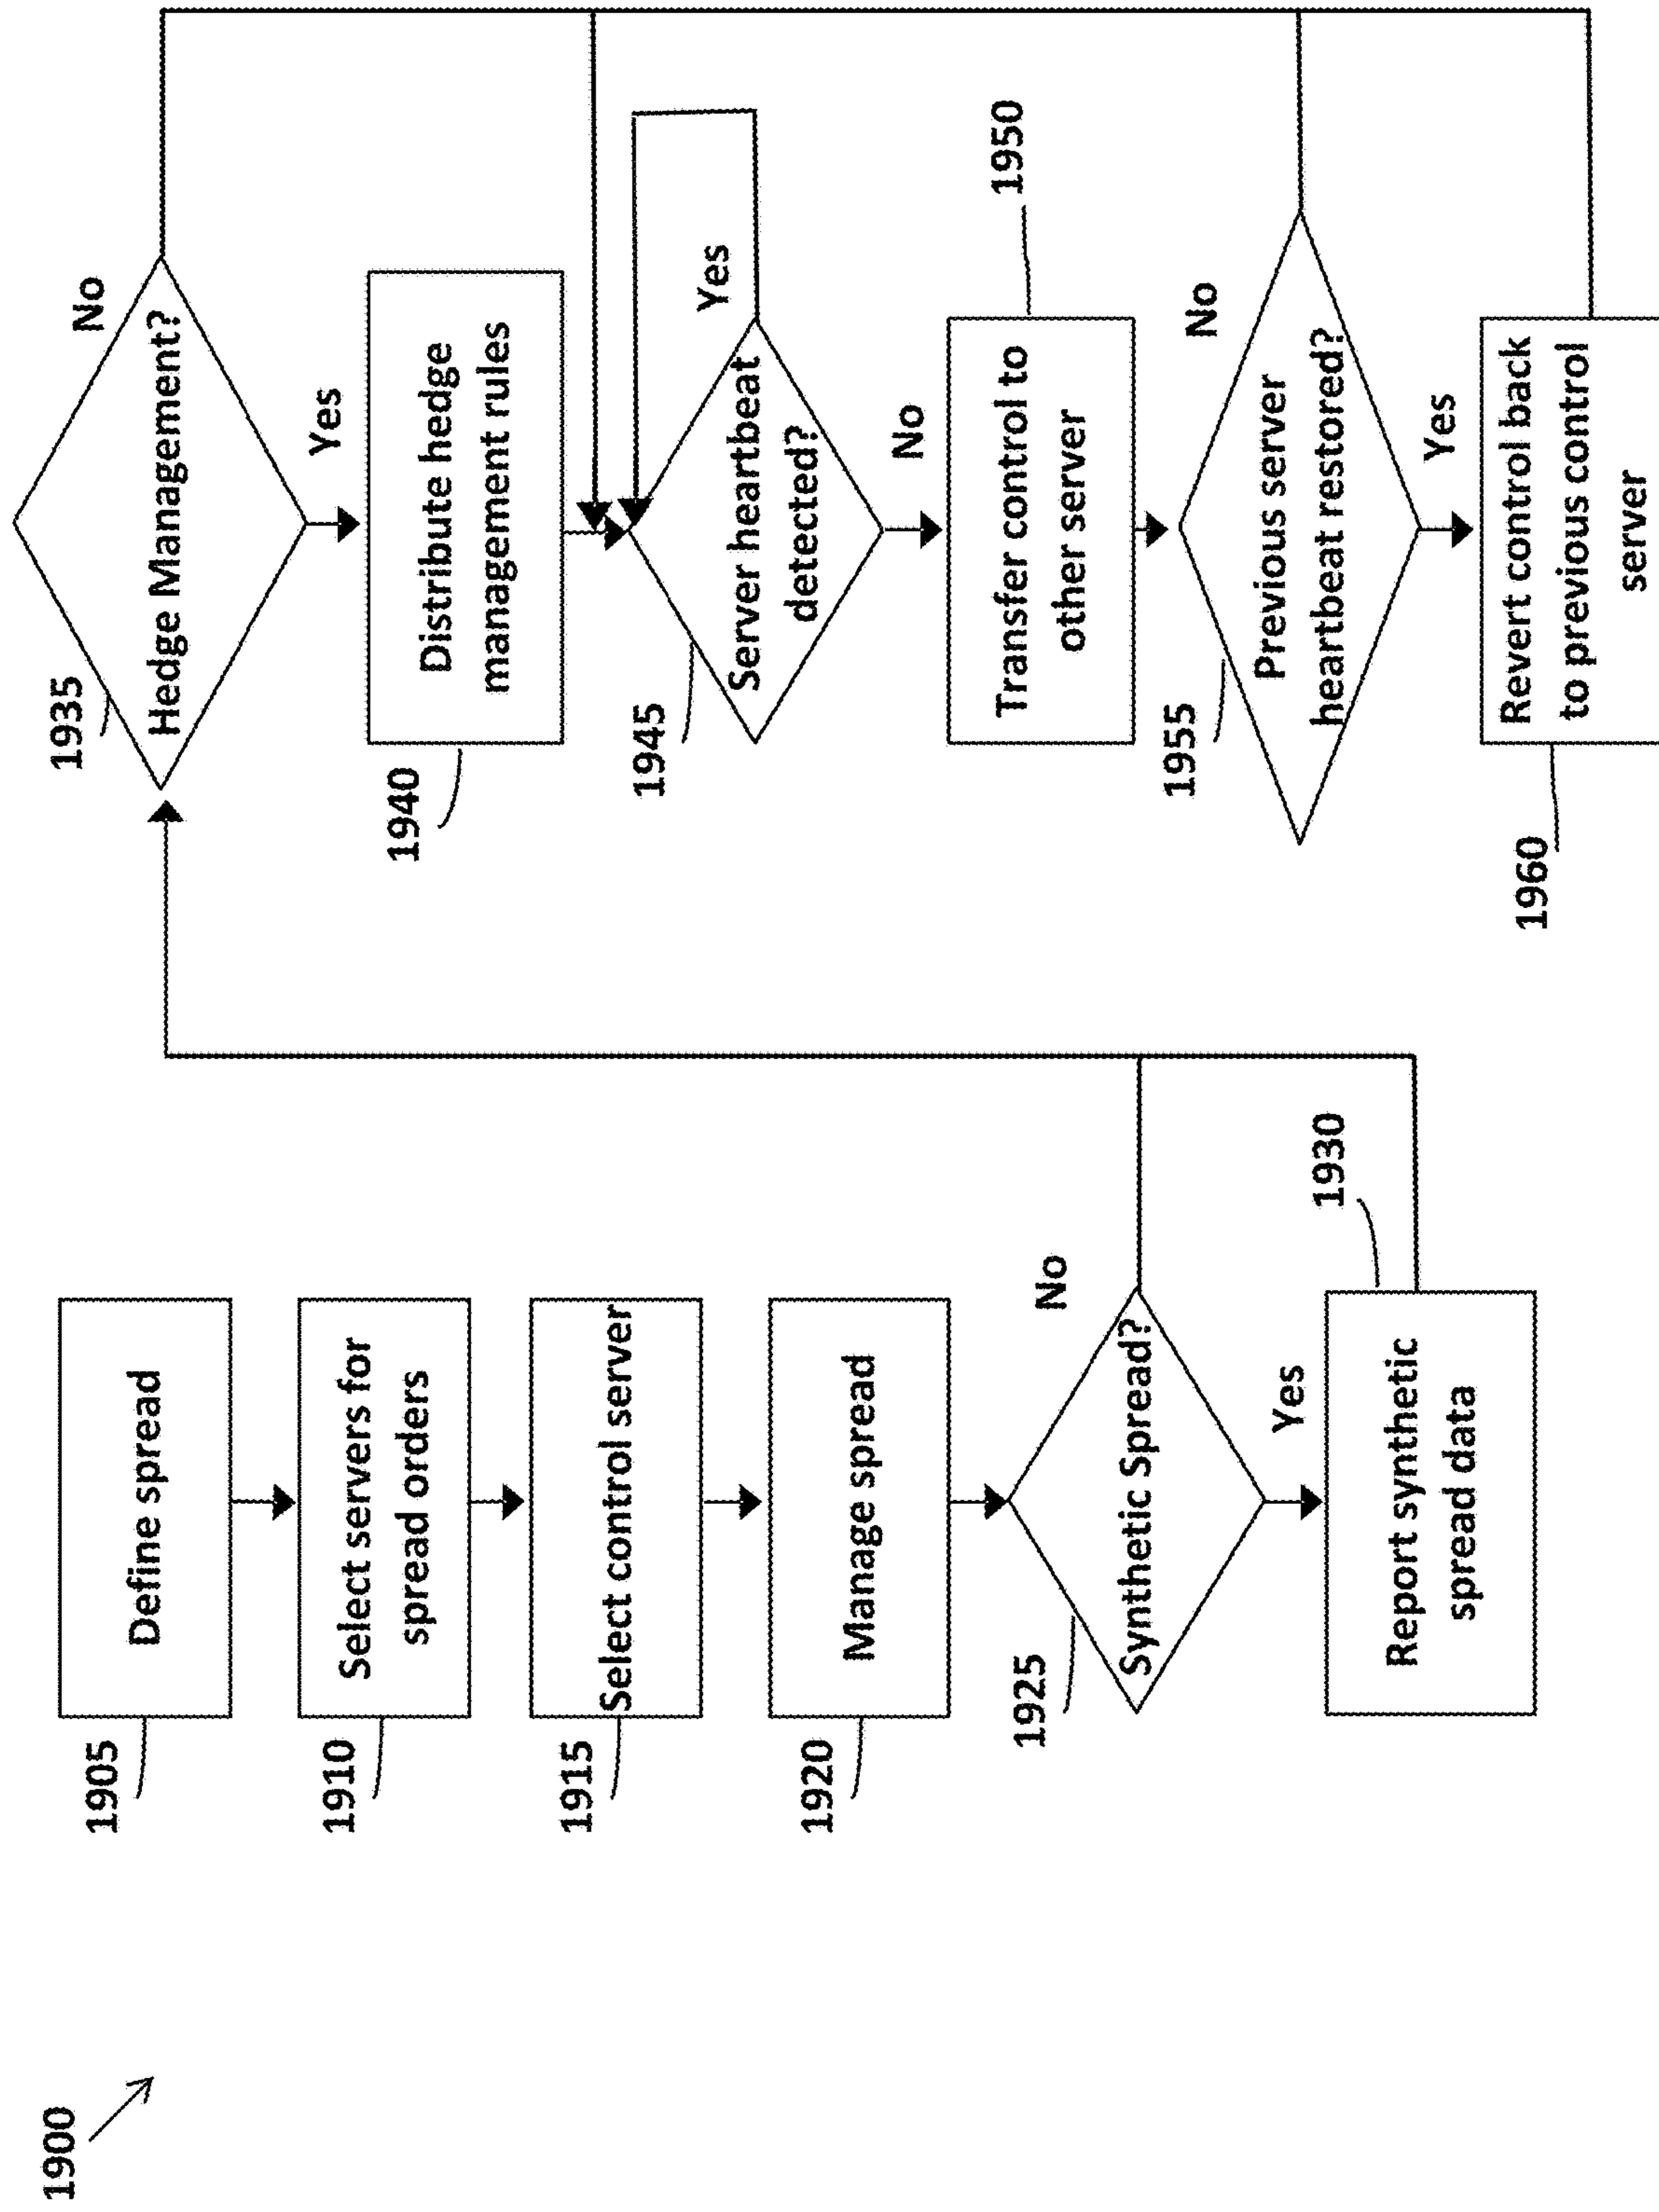 1900
1905
Define spread
1910
Select servers for
spread orders
1915
Select control server
1920
Manage spread
1925
Synthetic Spread?
No
Yes
1930
Report synthetic
spread data
1935
Hedge Management?
No
Yes
1940
Distribute hedge
management rules
1945
Server heartbeat
detected?
Yes
No
1950
Transfer control to
other server
1955
Previous server
heartbeat restored?
No
Yes
1960
Revert control back
to previous control
server